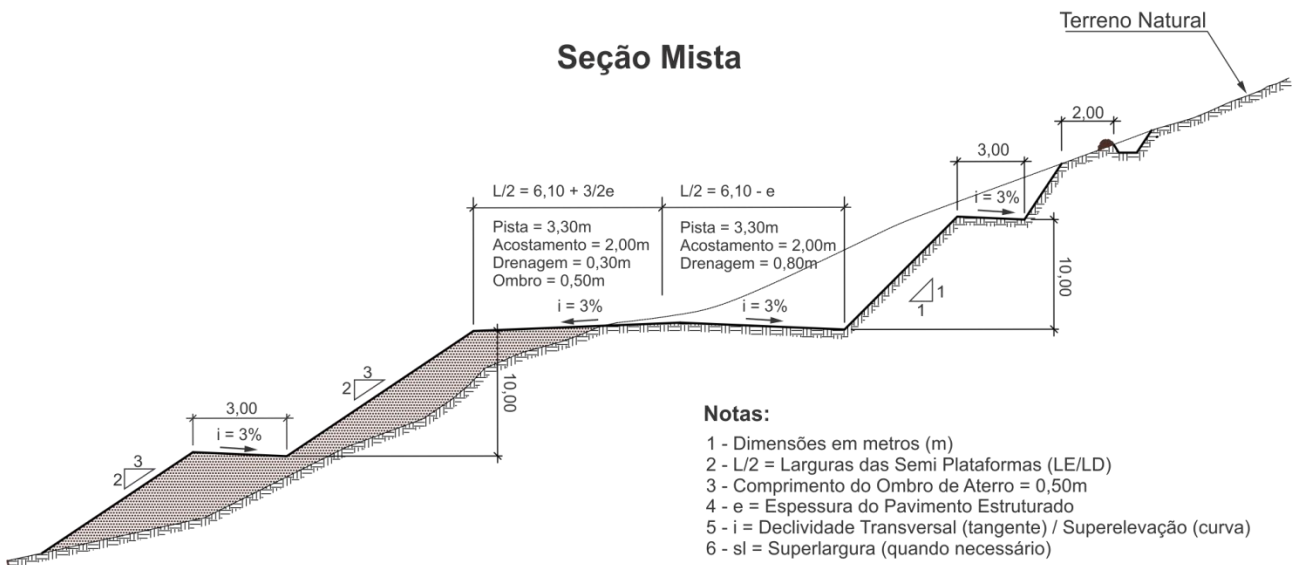 Terreno Natural
Seção Mista
2,00
3,00
i = 3%
10,00
1
1
L/2 = 6,10 + 3/2e
Pista = 3,30m
Acostamento = 2,00m
Drenagem = 0,30m
Ombro = 0,50m
i = 3%
L/2 = 6,10 - e
Pista = 3,30m
Acostamento = 2,00m
Drenagem = 0,80m
i = 3%
10,00
3
2
3,00
i = 3%
3
2
Notas:
1 - Dimensões em metros (m)
2 - L/2 = Larguras das Semi Plataformas (LE/LD)
3 - Comprimento do Ombro de Aterro = 0,50m
4 - e = Espessura do Pavimento Estruturado
5 - i = Declividade Transversal (tangente) / Superelevação (curva)
6 - sl = Superlargura (quando necessário)